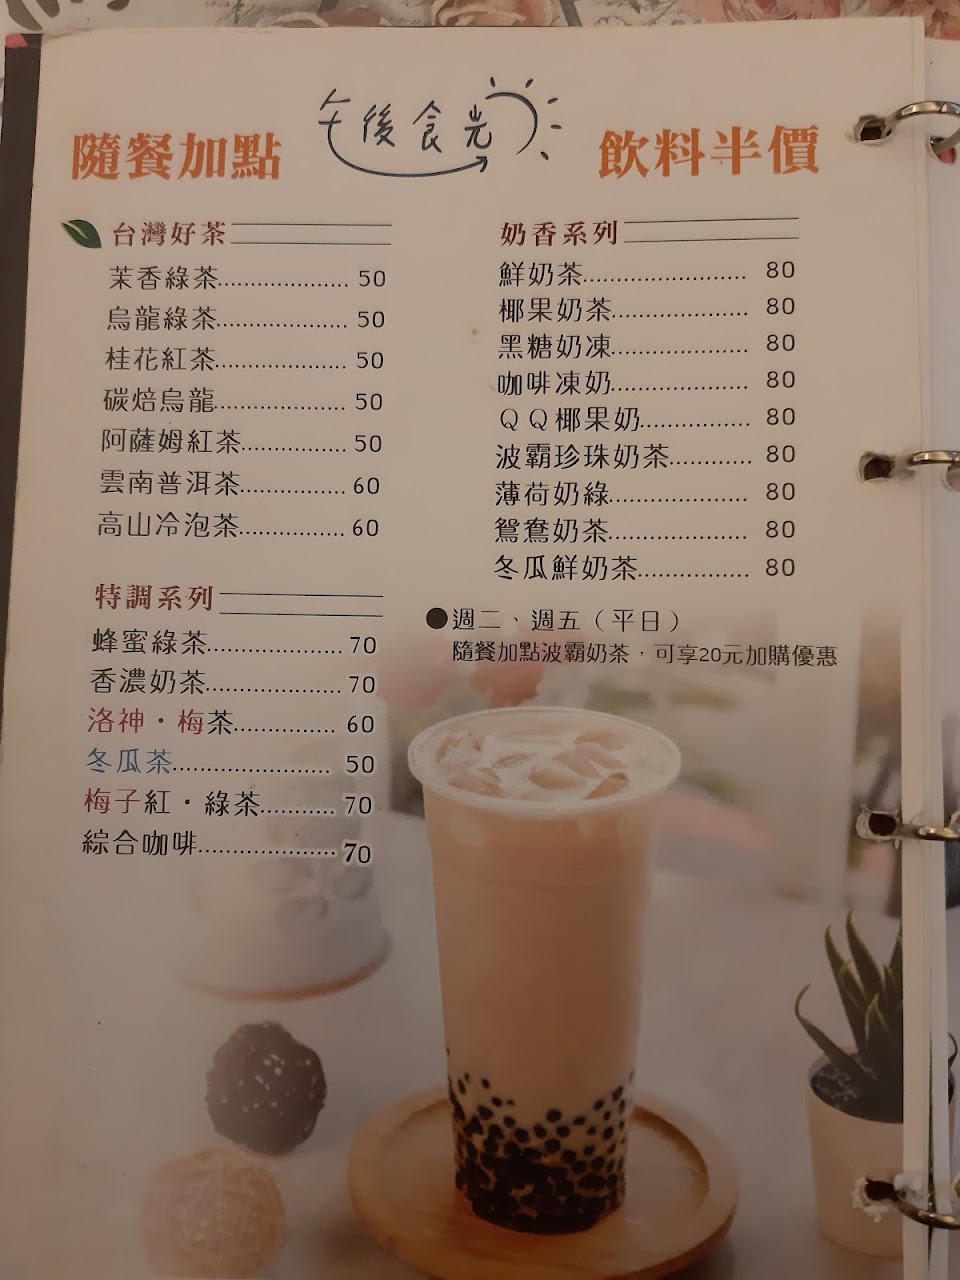 隨餐加點
午後食光
飲料半價
台灣好茶
茉香綠茶.................... 50
烏龍綠茶.................... 50
桂花紅茶.................... 50
碳焙烏龍.................... 50
阿薩姆紅茶................ 50
雲南普洱茶................ 60
高山冷泡茶................ 60
特調系列
蜂蜜綠茶.................... 70
香濃奶茶.................... 70
洛神・梅茶................ 60
冬瓜茶........................ 50
梅子紅・綠茶........... 70
綜合咖啡.................... 70
奶香系列
鮮奶茶........................ 80
椰果奶茶.................... 80
黑糖奶凍.................... 80
咖啡凍奶.................... 80
ＱＱ椰果奶................ 80
波霸珍珠奶茶............ 80
薄荷奶綠.................... 80
鴛鴦奶茶.................... 80
冬瓜鮮奶茶................ 80
●週二、週五（平日）
隨餐加點波霸奶茶，可享20元加購優惠